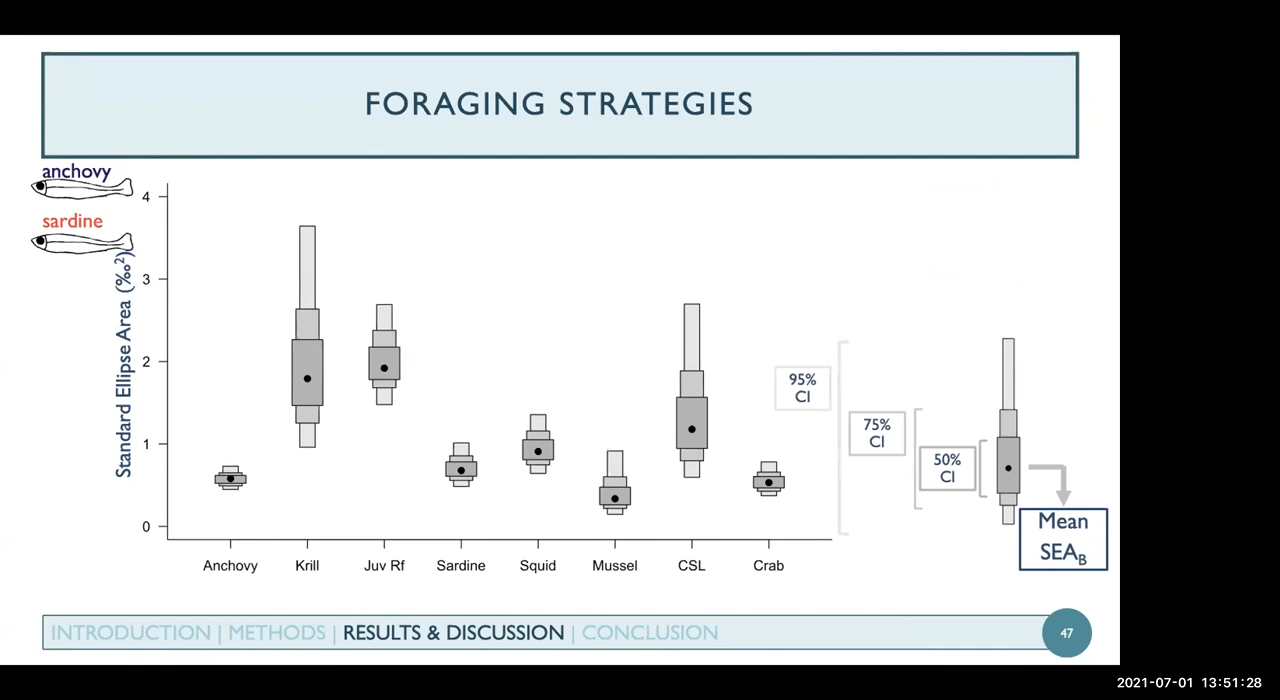 FORAGING STRATEGIES
anchovy
sardine
Standard Ellipse Area (‰²)
4
3
2
1
0
Anchovy Krill Juv Rf Sardine Squid Mussel CSL Crab
95%
CI
75%
CI
50%
CI
Mean
SEA_B
INTRODUCTION | METHODS | RESULTS & DISCUSSION | CONCLUSION
47
2021-07-01 13:51:28